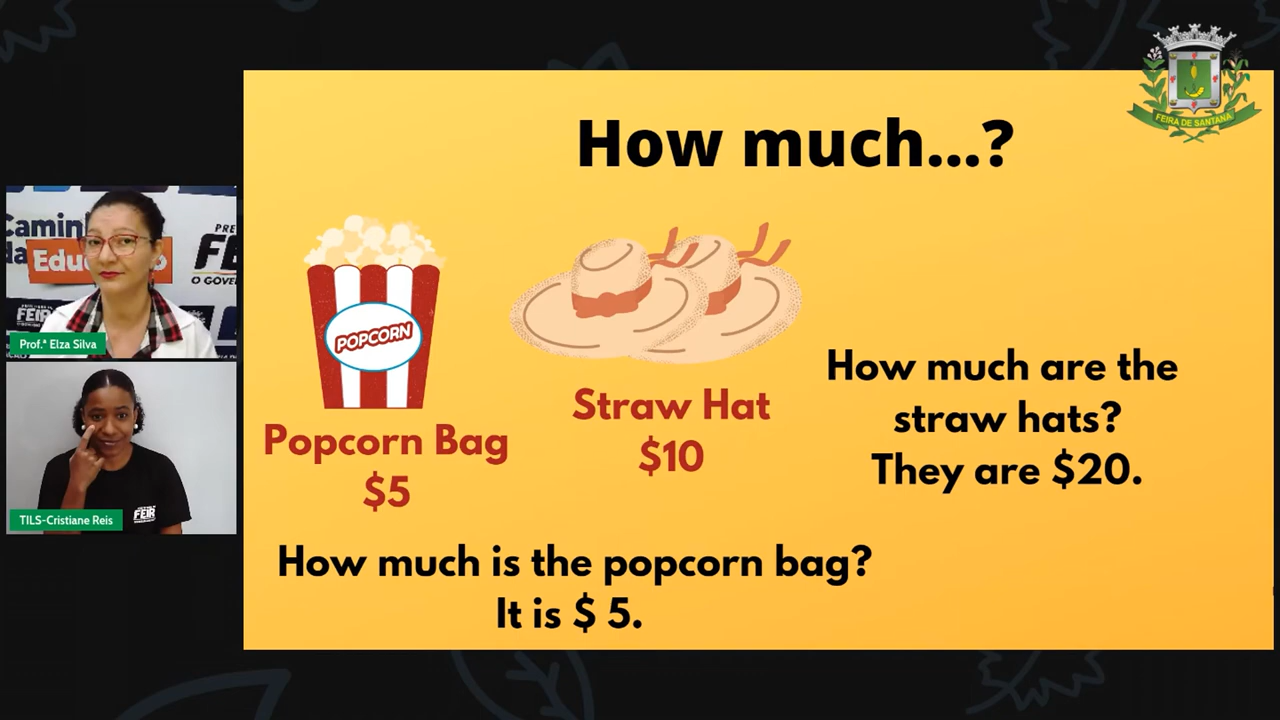 FEIRA DE SANTANA
How much...?
POPCORN
Popcorn Bag
$5
Straw Hat
$10
How much are the
straw hats?
They are $20.
How much is the popcorn bag?
It is $ 5.
Prof.ª Elza Silva
FEIR
TILS-Cristiane Reis